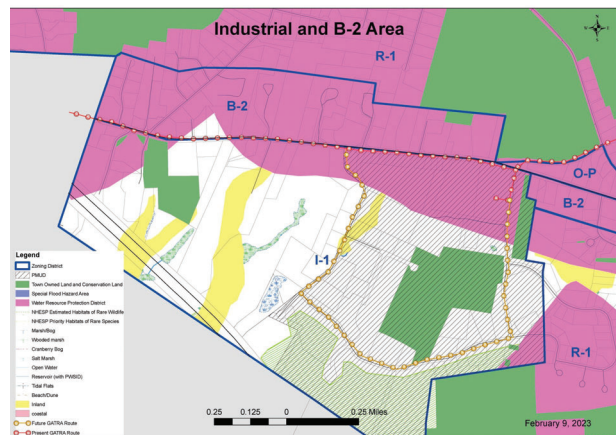 Industrial and B-2 Area
R-1
B-2
O-P
B-2
I-1
R-1
Legend
Zoning District
PMUD
Town Owned Land and Conservation Land
Special Flood Hazard Area
Water Resource Protection District
NHESP Estimated Habitats of Rare Wildlife
NHESP Priority Habitats of Rare Species
Marsh/Bog
Wooded marsh
Cranberry Bog
Salt Marsh
Open Water
Reservoir (with PWSID)
Tidal Flats
Beach/Dune
Inland
coastal
Future GATRA Route
Present GATRA Route
0.25 0.125 0 0.25 Miles
February 9, 2023